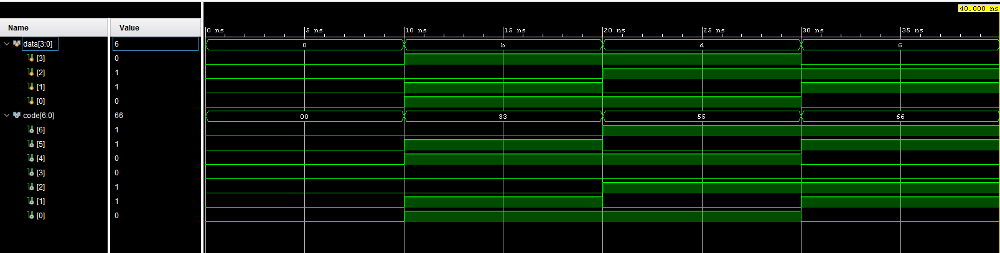 40.000 ns
Name Value
0 ns 5 ns 10 ns 15 ns 20 ns 25 ns 30 ns 35 ns
data[3:0] 6 0 b d 6
[3] 0
[2] 1
[1] 1
[0] 0
code[6:0] 66 00 33 55 66
[6] 1
[5] 1
[4] 0
[3] 0
[2] 1
[1] 1
[0] 0